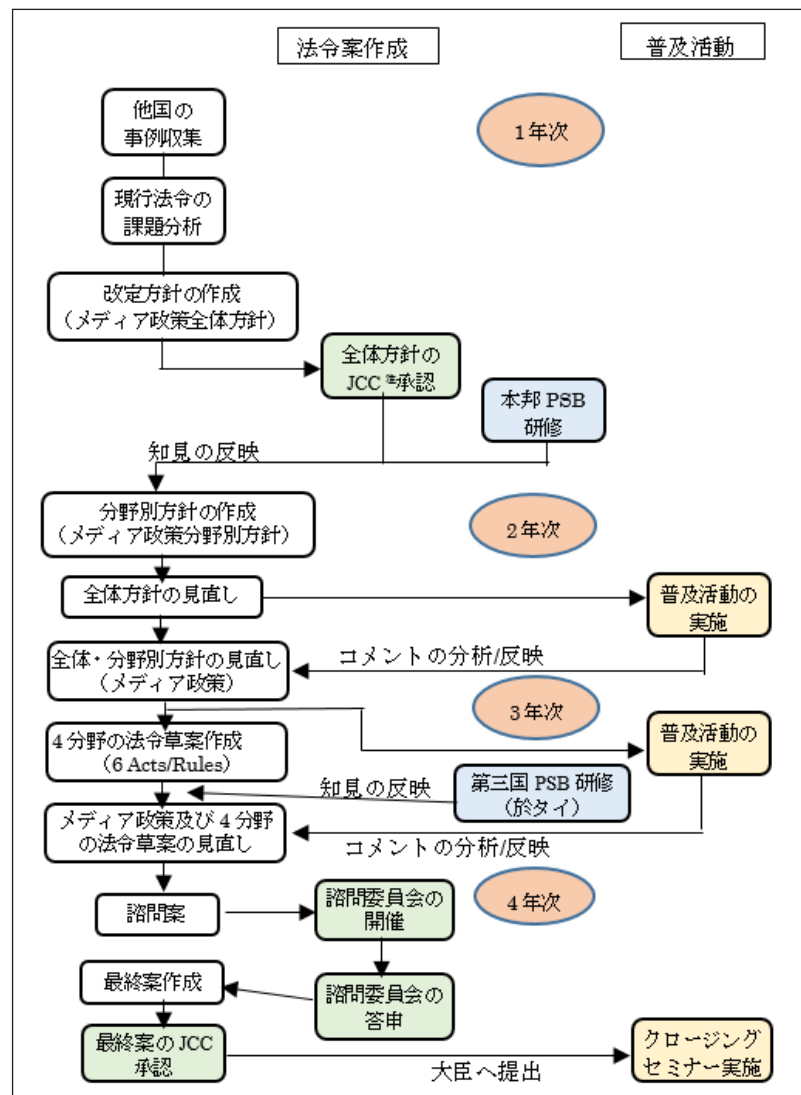 法令案作成
普及活動
他国の
事例収集
1年次
現行法令の
課題分析
改定方針の作成
(メディア政策全体方針)
全体方針の
JCC 準承認
本邦 PSB
研修
知見の反映
分野別方針の作成
(メディア政策分野別方針)
2年次
全体方針の見直し
普及活動の
実施
全体・分野別方針の見直し
(メディア政策)
コメントの分析/反映
3年次
4分野の法令草案作成
(6 Acts/Rules)
普及活動の
実施
知見の反映
第三国 PSB 研修
(於タイ)
メディア政策及び4分野
の法令草案の見直し
コメントの分析/反映
4年次
諮問案
諮問委員会の
開催
最終案作成
諮問委員会の
答申
最終案の JCC
承認
大臣へ提出
クロージング
セミナー実施